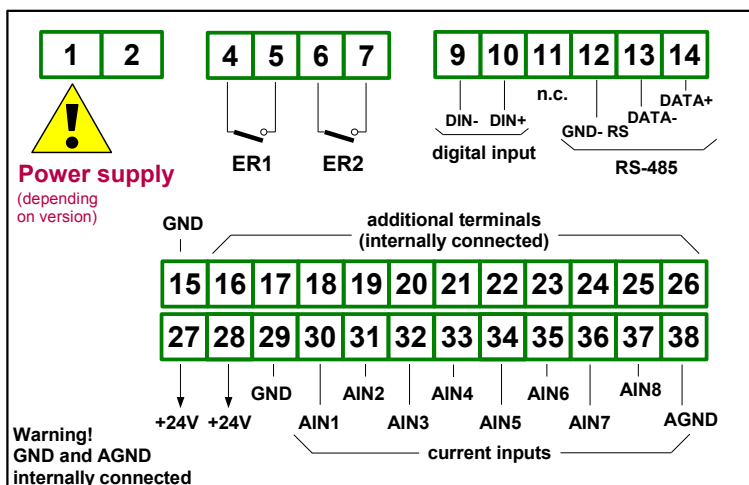 1 2 4 5 6 7 9 10 11 12 13 14
n.c.
DIN- DIN+ GND- RS DATA- DATA+
digital input
RS-485
ER1 ER2
Power supply
(depending
on version)
GND
additional terminals
(internally connected)
15 16 17 18 19 20 21 22 23 24 25 26
27 28 29 30 31 32 33 34 35 36 37 38
+24V +24V GND AIN1 AIN2 AIN3 AIN4 AIN5 AIN6 AIN7 AIN8 AGND
current inputs
Warning!
GND and AGND
internally connected